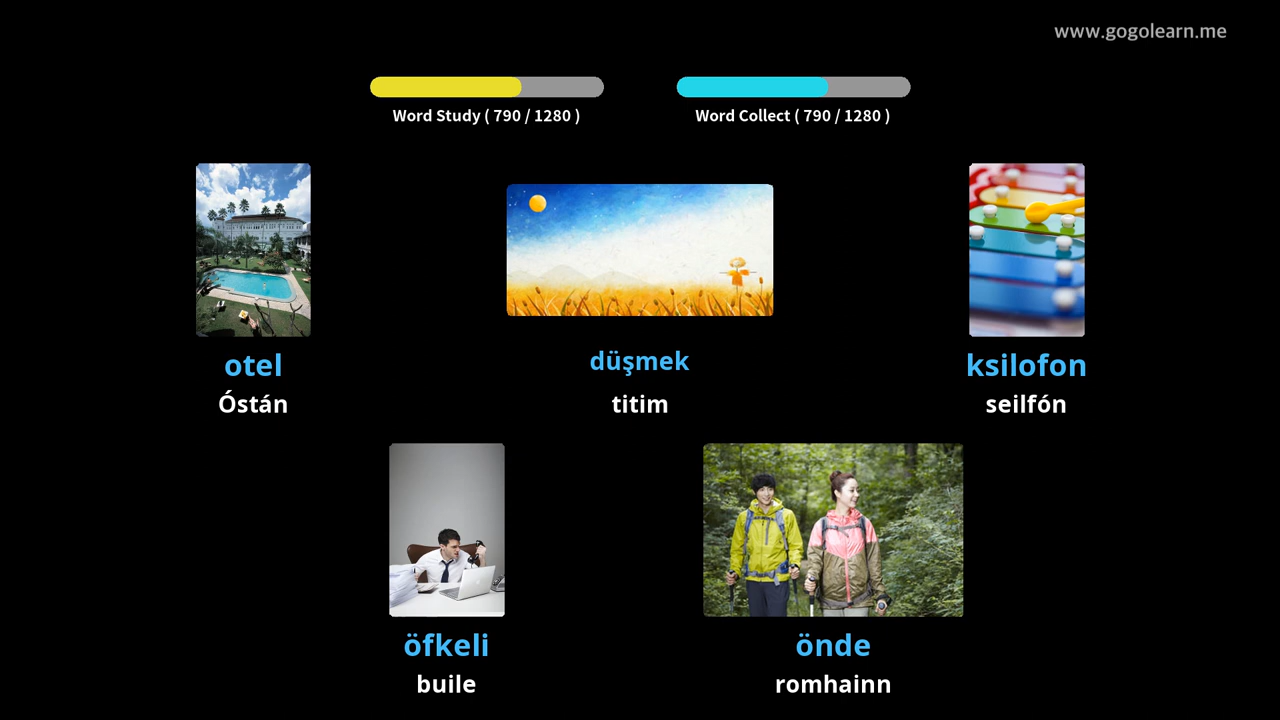 www.gogolearn.me
Word Study ( 790 / 1280 )
Word Collect ( 790 / 1280 )
otel
Óstán
düşmek
titim
ksilofon
seilfón
öfkeli
buile
önde
romhainn